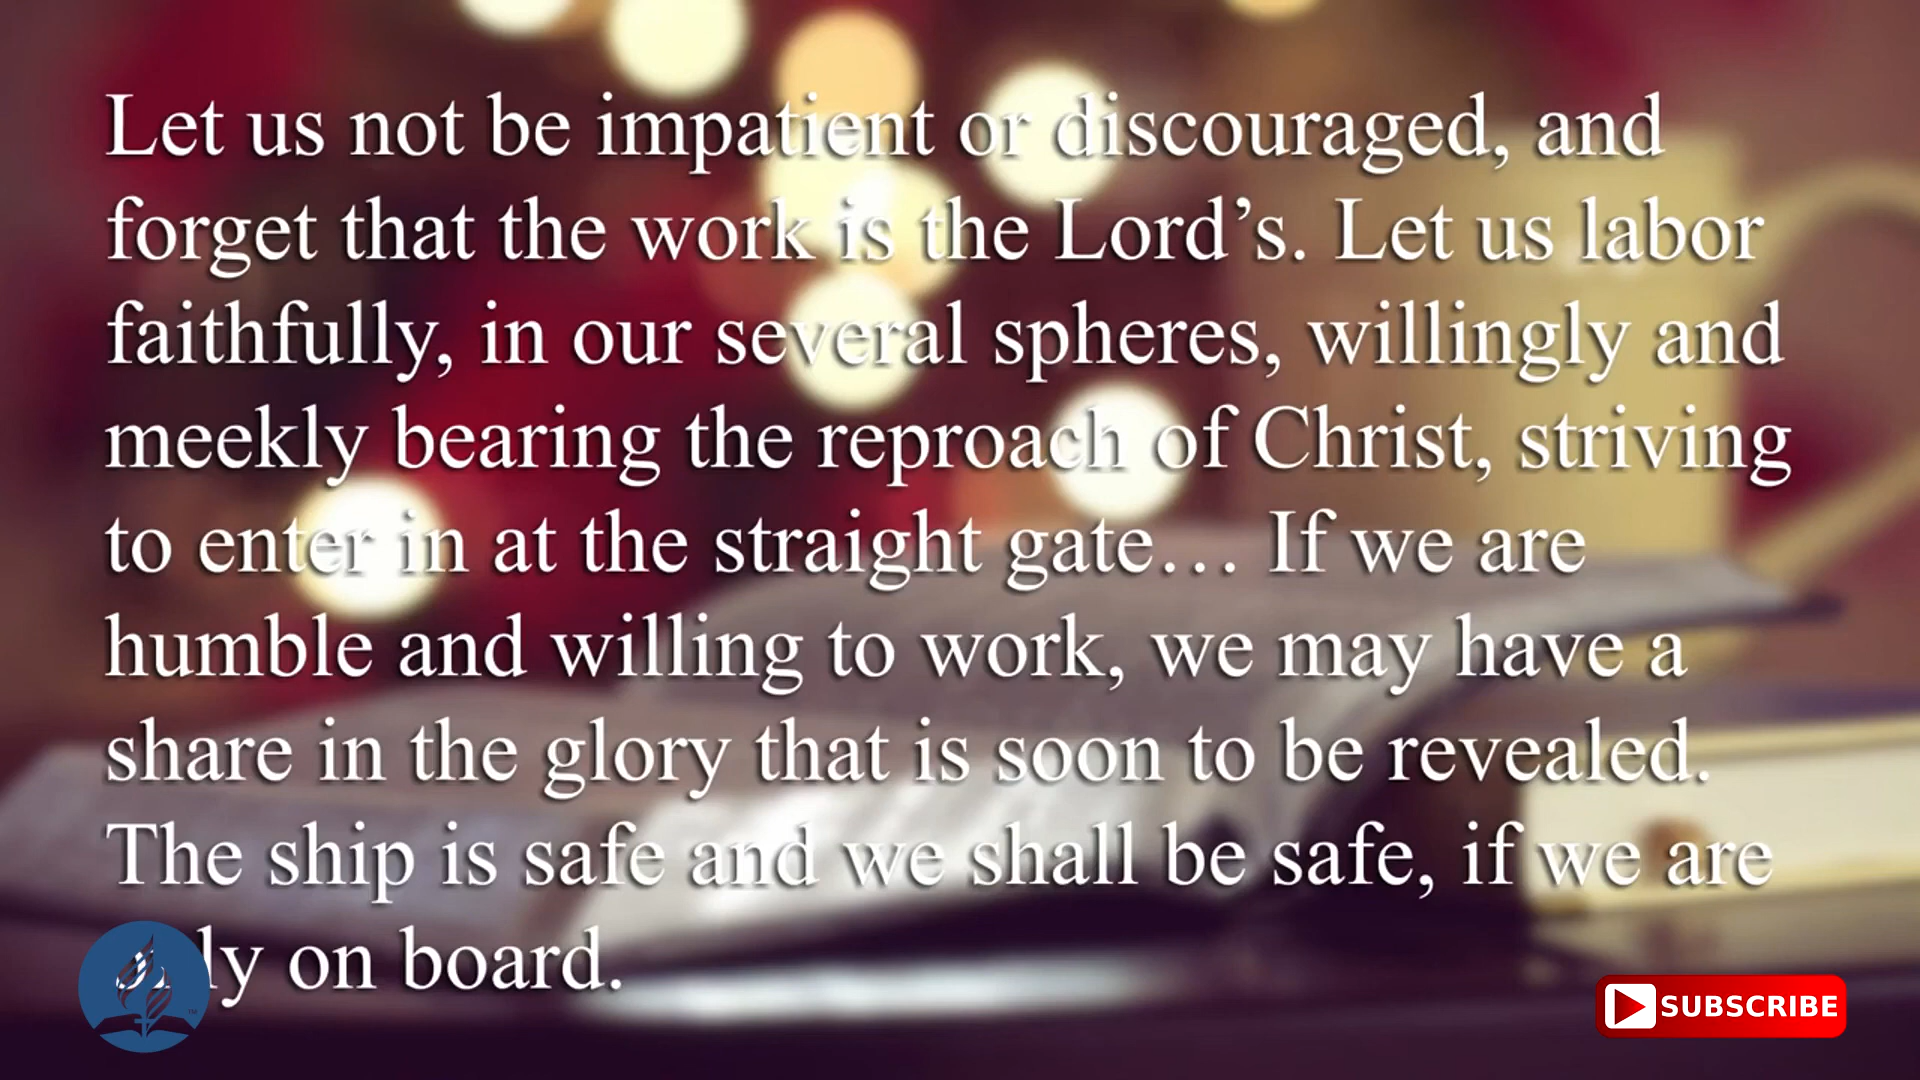 Let us not be impatient or discouraged, and
forget that the work is the Lord’s. Let us labor
faithfully, in our several spheres, willingly and
meekly bearing the reproach of Christ, striving
to enter in at the straight gate… If we are
humble and willing to work, we may have a
share in the glory that is soon to be revealed.
The ship is safe and we shall be safe, if we are
on board.
SUBSCRIBE